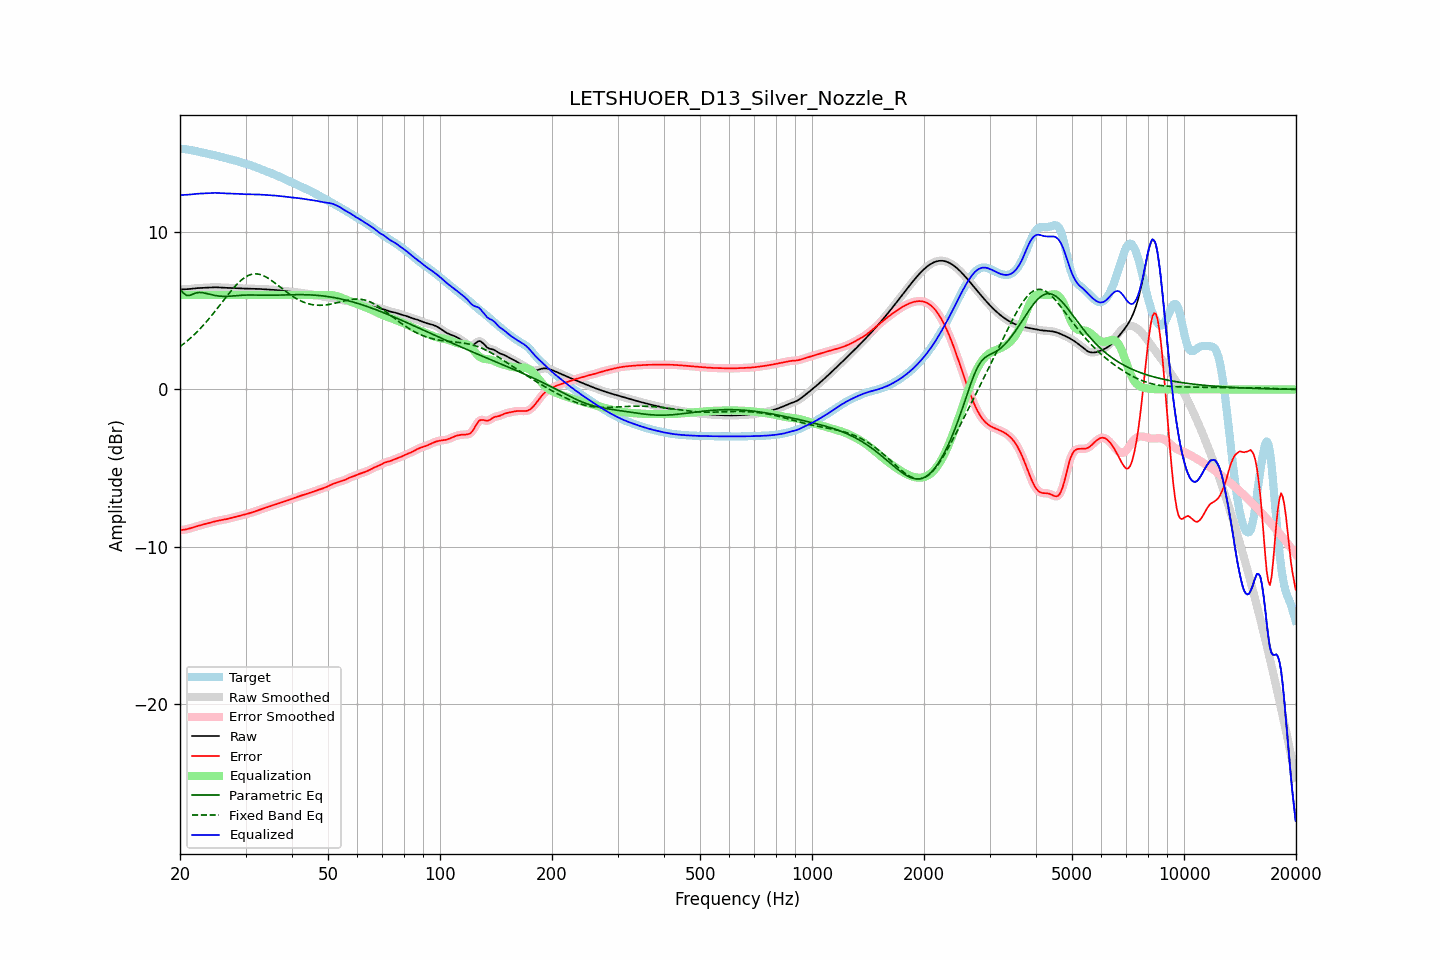 LETSHUOER_D13_Silver_Nozzle_R
Amplitude (dBr)
10
0
−10
−20
Target
Raw Smoothed
Error Smoothed
Raw
Error
Equalization
Parametric Eq
Fixed Band Eq
Equalized
20 50 100 200 500 1000 2000 5000 10000 20000
Frequency (Hz)